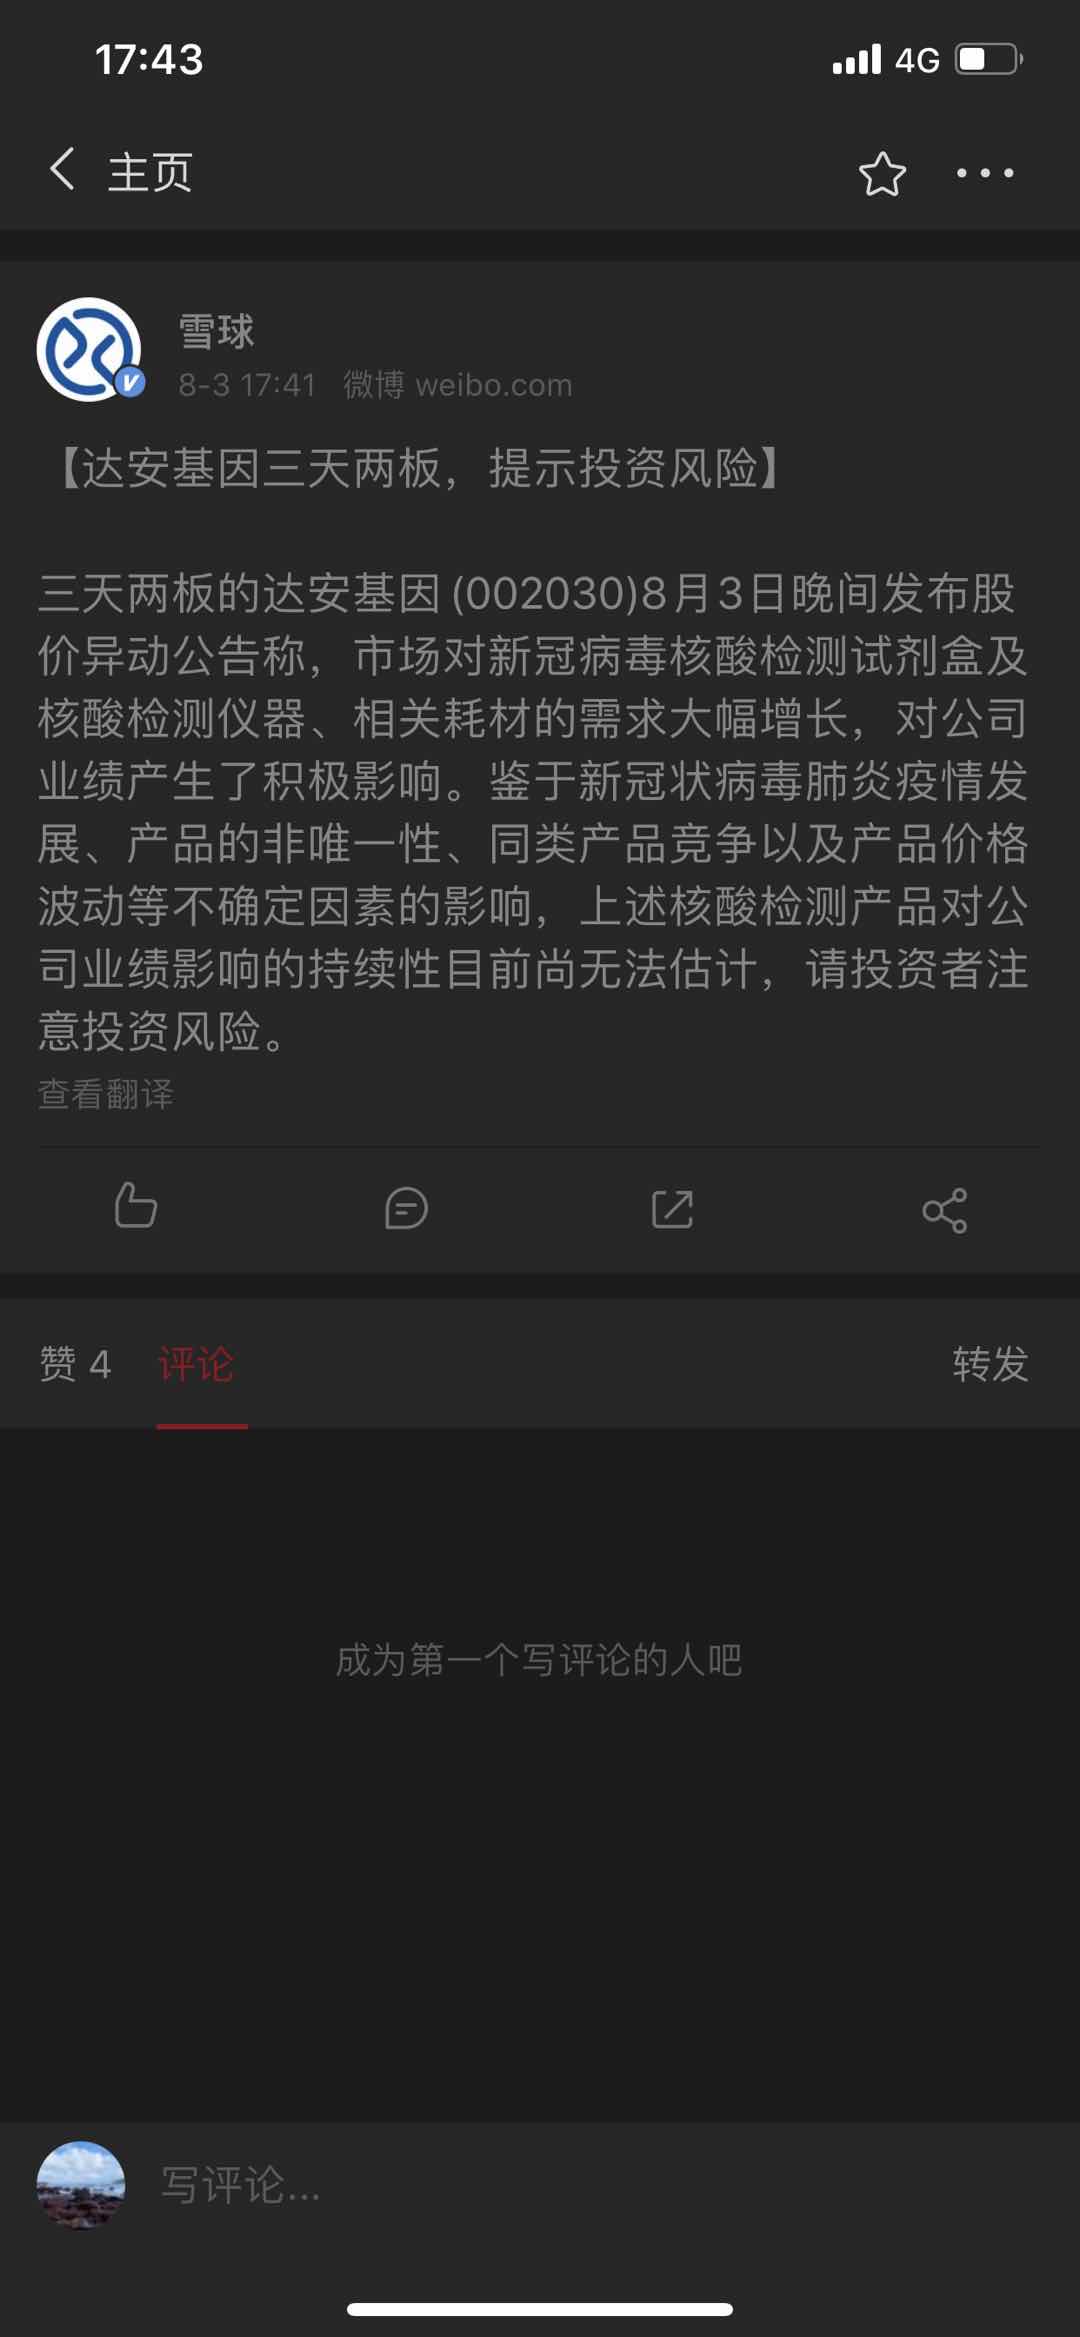 17:43 4G
主页
雪球
8-3 17:41 微博 weibo.com
【达安基因三天两板，提示投资风险】
三天两板的达安基因(002030)8月3日晚间发布股
价异动公告称，市场对新冠病毒核酸检测试剂盒及
核酸检测仪器、相关耗材的需求大幅增长，对公司
业绩产生了积极影响。鉴于新冠状病毒肺炎疫情发
展、产品的非唯一性、同类产品竞争以及产品价格
波动等不确定因素的影响，上述核酸检测产品对公
司业绩影响的持续性目前尚无法估计，请投资者注
意投资风险。
查看翻译
赞 4 评论 转发
成为第一个写评论的人吧
写评论...